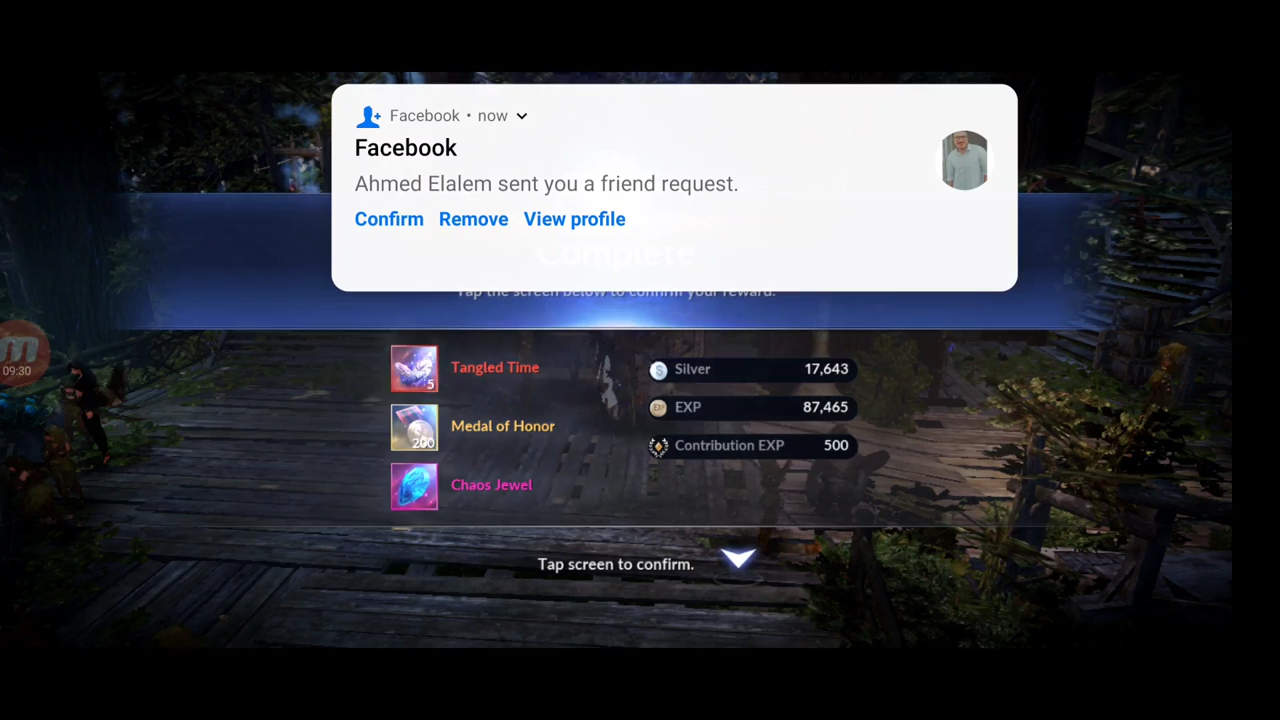 Facebook • now
Facebook
Ahmed Elalem sent you a friend request.
Confirm Remove View profile
Complete
Tap the screen below to confirm your reward.
m
09:30
5 Tangled Time
200 Medal of Honor
Chaos Jewel
Silver 17,643
EXP 87,465
Contribution EXP 500
Tap screen to confirm.